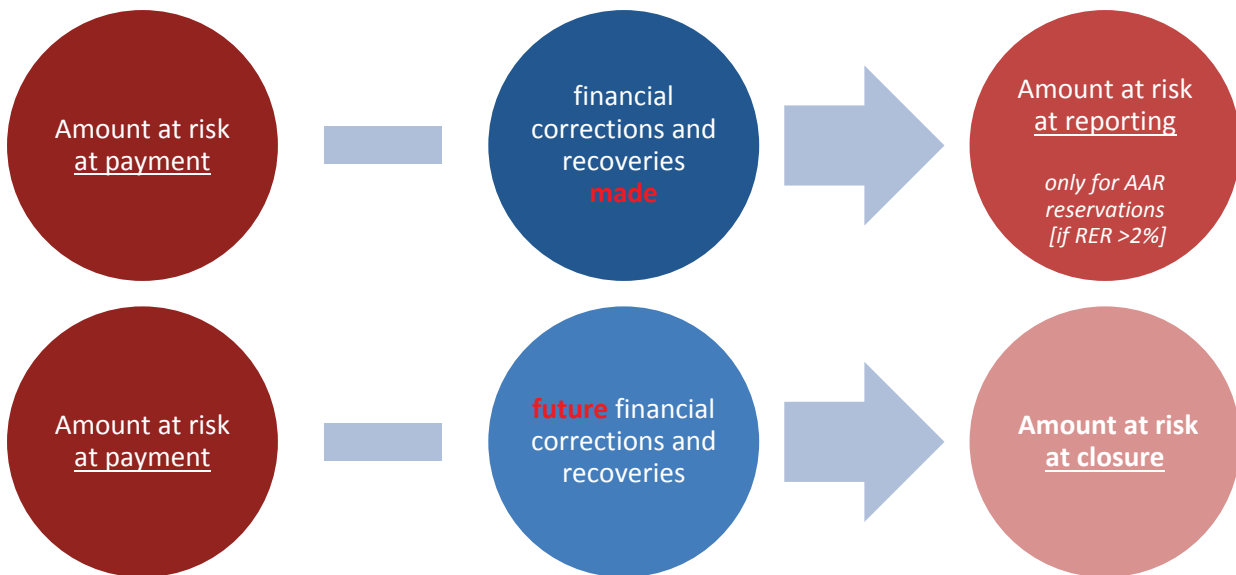 Amount at risk
at payment
financial
corrections and
recoveries
made
Amount at risk
at reporting
only for AAR
reservations
[if RER >2%]
Amount at risk
at payment
future financial
corrections and
recoveries
Amount at risk
at closure